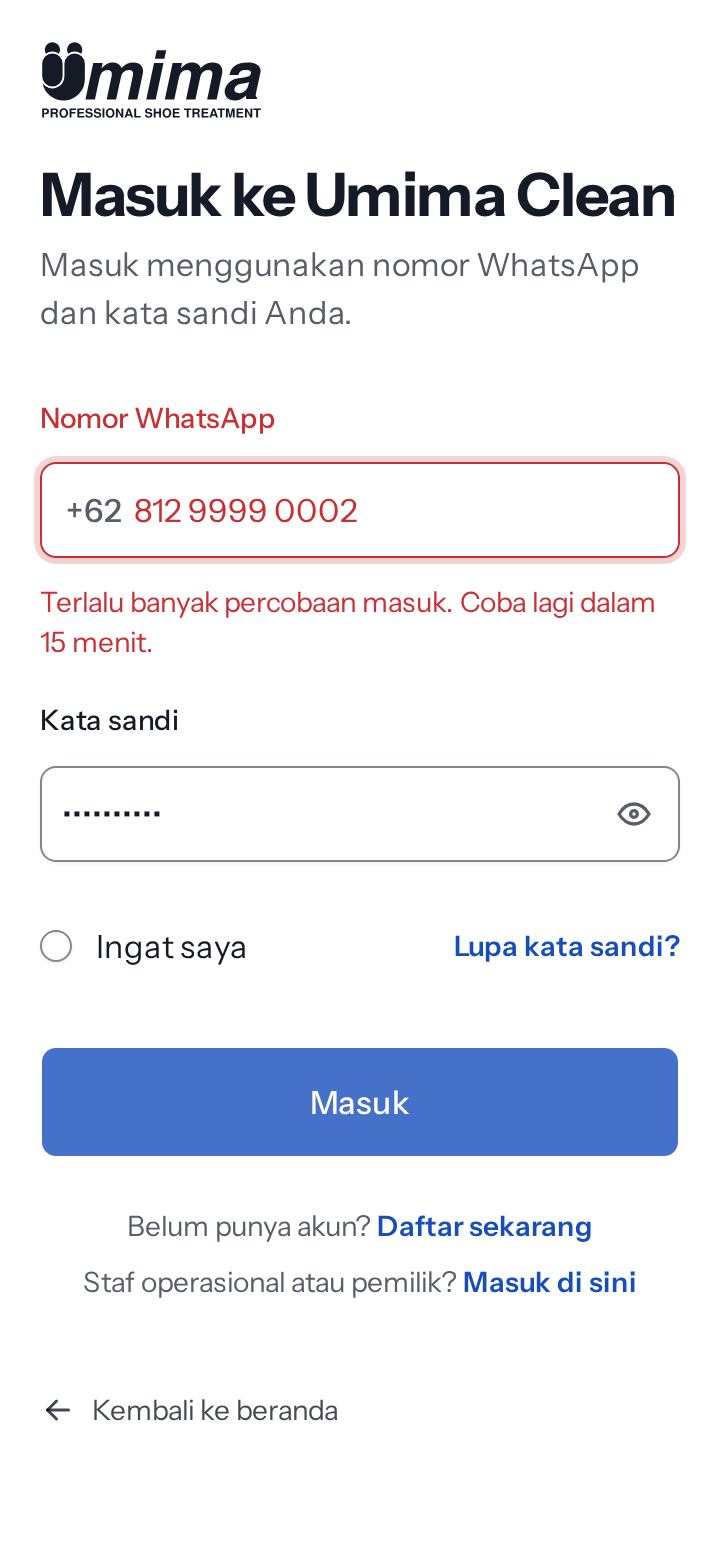 Ümima
PROFESSIONAL SHOE TREATMENT
Masuk ke Umima Clean
Masuk menggunakan nomor WhatsApp
dan kata sandi Anda.
Nomor WhatsApp
+62 812 9999 0002
Terlalu banyak percobaan masuk. Coba lagi dalam
15 menit.
Kata sandi
••••••••••
Ingat saya
Lupa kata sandi?
Masuk
Belum punya akun? Daftar sekarang
Staf operasional atau pemilik? Masuk di sini
← Kembali ke beranda